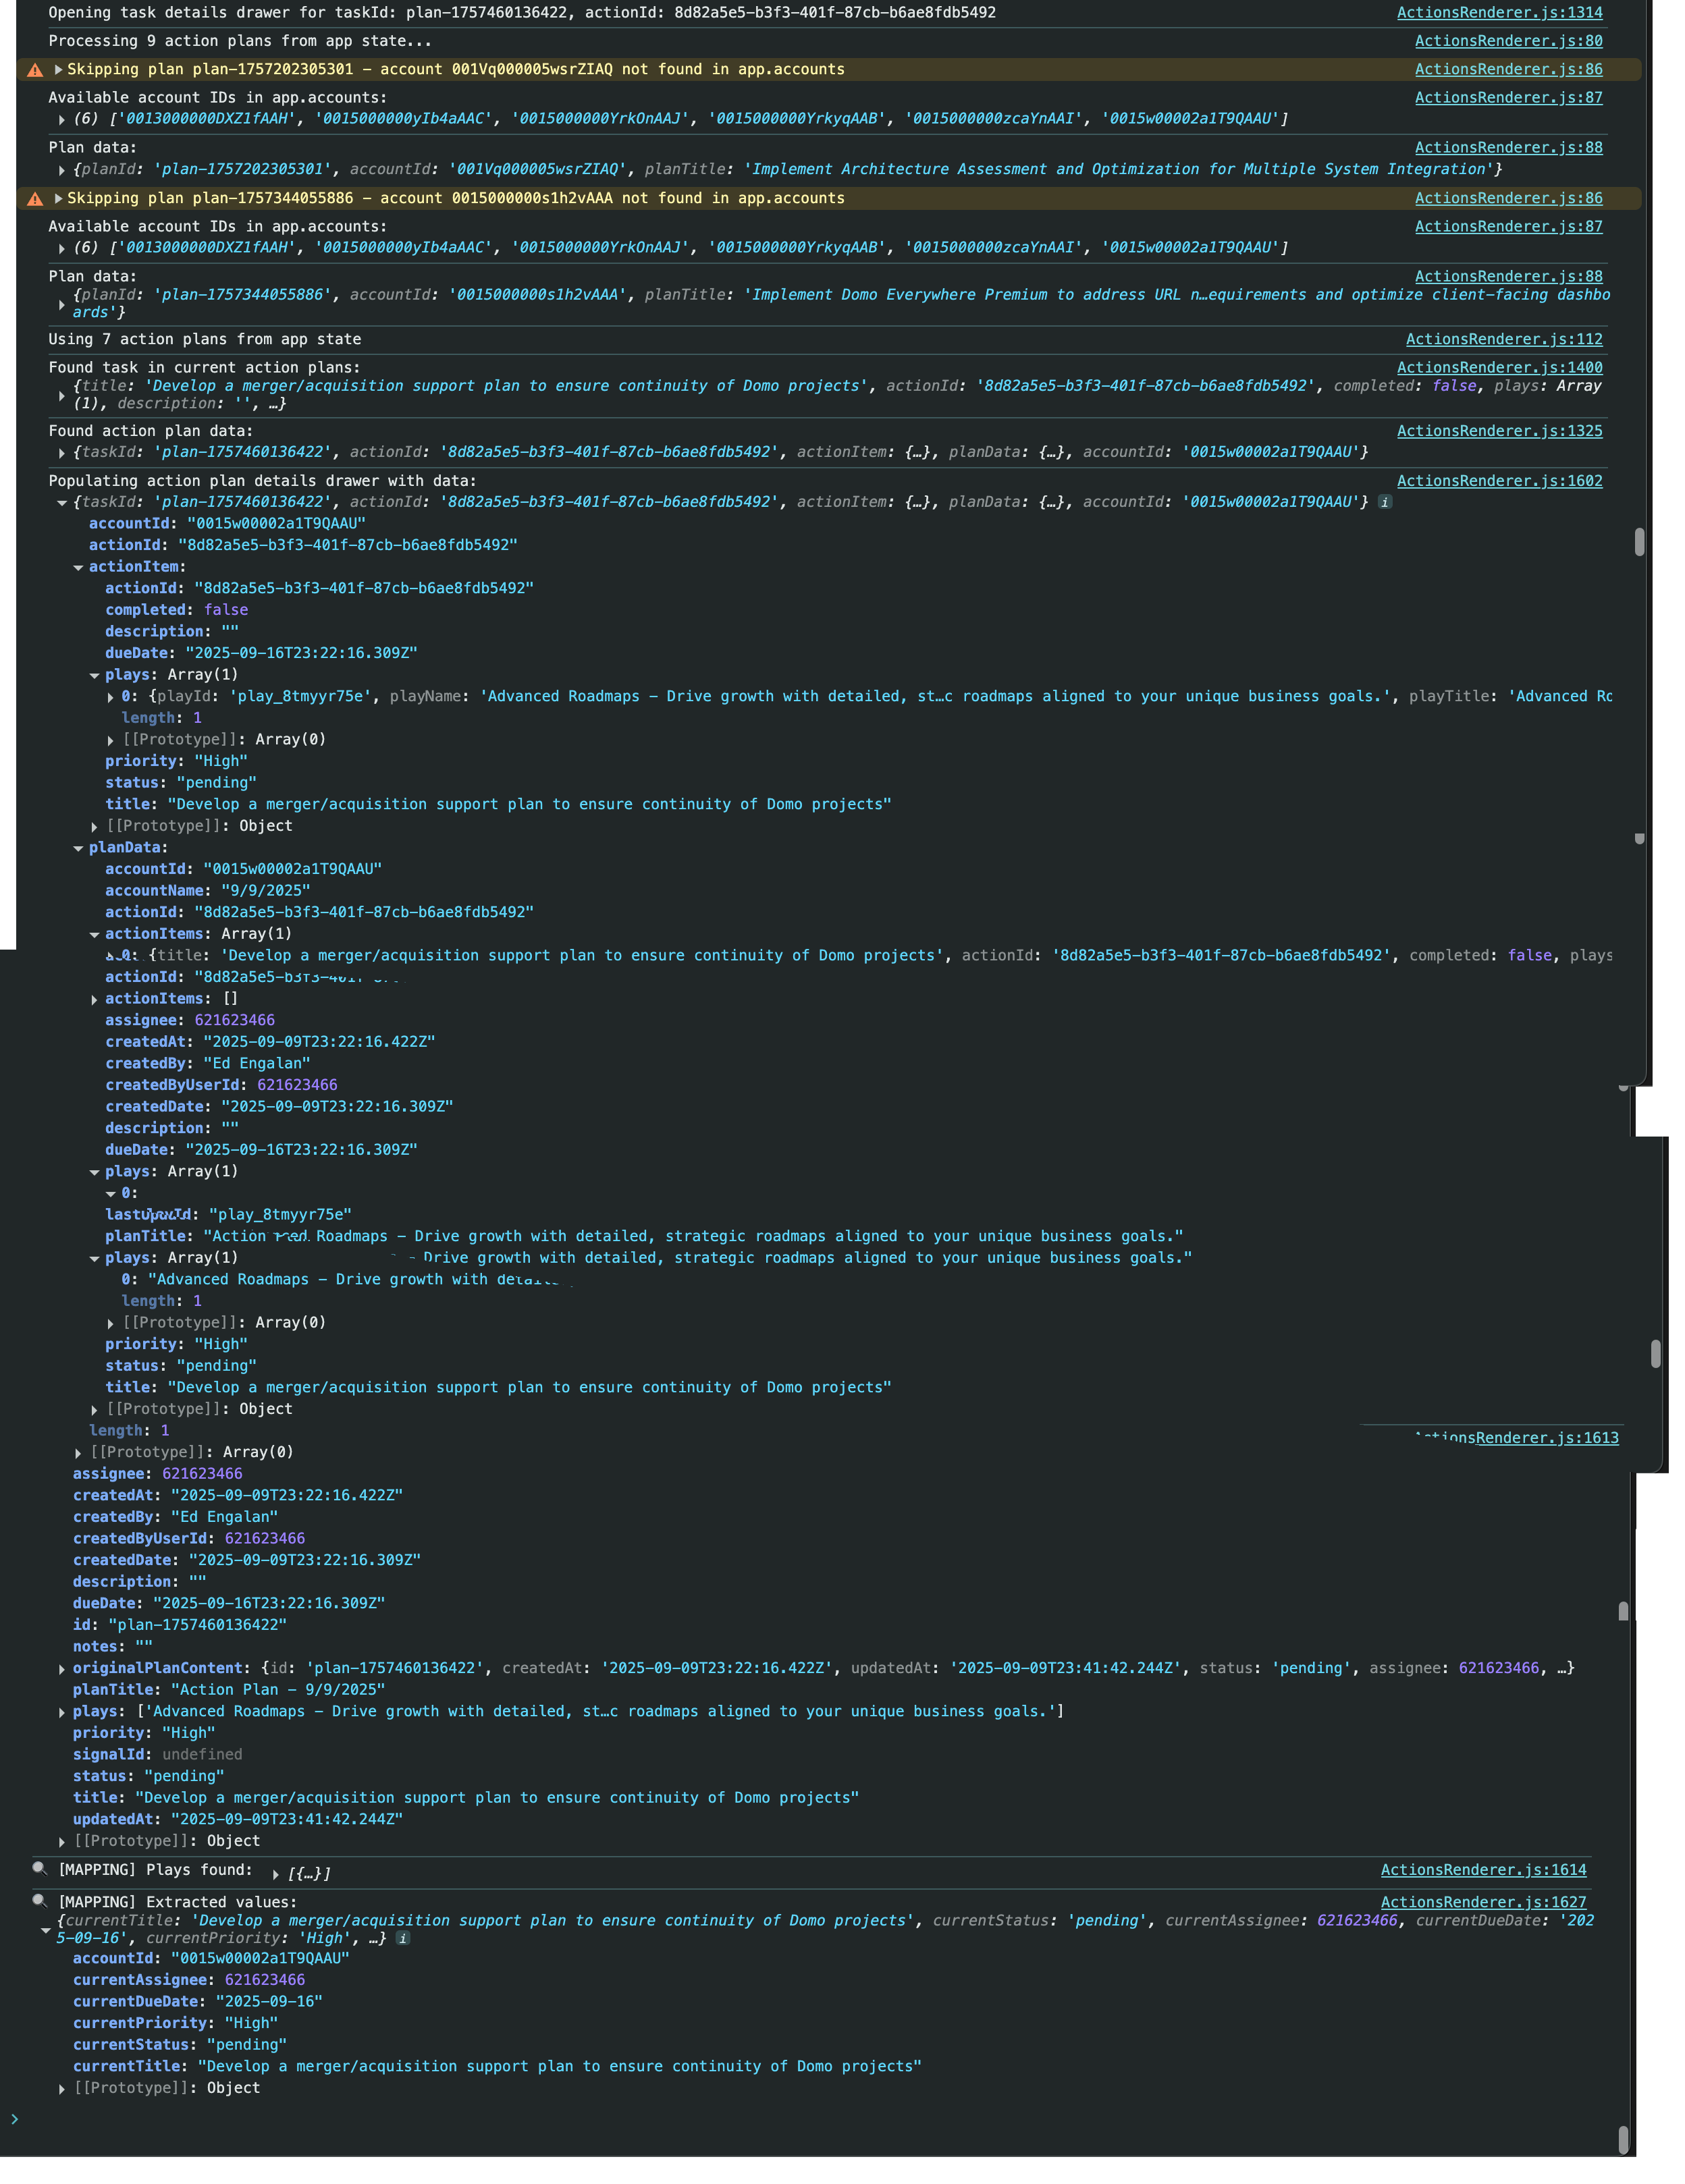 Opening task details drawer for taskId: plan-1757460136422, actionId: 8d82a5e5-b3f3-401f-87cb-b6ae8fdb5492 ActionsRenderer.js:1314
Processing 9 action plans from app state... ActionsRenderer.js:80
Skipping plan plan-1757202305301 – account 001Vq000005wsrZIAQ not found in app.accounts ActionsRenderer.js:86
Available account IDs in app.accounts: ActionsRenderer.js:87
(6) ['0013000000DXZ1fAAH', '0015000000yIb4aAAC', '0015000000YrkOnAAJ', '0015000000YrkyqAAB', '0015000000zcaYnAAI', '0015w00002a1T9QAAU']
Plan data: ActionsRenderer.js:88
{planId: 'plan-1757202305301', accountId: '001Vq000005wsrZIAQ', planTitle: 'Implement Architecture Assessment and Optimization for Multiple System Integration'}
Skipping plan plan-1757344055886 – account 0015000000s1h2vAAA not found in app.accounts ActionsRenderer.js:86
Available account IDs in app.accounts: ActionsRenderer.js:87
(6) ['0013000000DXZ1fAAH', '0015000000yIb4aAAC', '0015000000YrkOnAAJ', '0015000000YrkyqAAB', '0015000000zcaYnAAI', '0015w00002a1T9QAAU']
Plan data: ActionsRenderer.js:88
{planId: 'plan-1757344055886', accountId: '0015000000s1h2vAAA', planTitle: 'Implement Domo Everywhere Premium to address URL n…equirements and optimize client-facing dashbo
ards'}
Using 7 action plans from app state ActionsRenderer.js:112
Found task in current action plans: ActionsRenderer.js:1400
{title: 'Develop a merger/acquisition support plan to ensure continuity of Domo projects', actionId: '8d82a5e5-b3f3-401f-87cb-b6ae8fdb5492', completed: false, plays: Array
(1), description: '', …}
Found action plan data: ActionsRenderer.js:1325
{taskId: 'plan-1757460136422', actionId: '8d82a5e5-b3f3-401f-87cb-b6ae8fdb5492', actionItem: {…}, planData: {…}, accountId: '0015w00002a1T9QAAU'}
Populating action plan details drawer with data: ActionsRenderer.js:1602
{taskId: 'plan-1757460136422', actionId: '8d82a5e5-b3f3-401f-87cb-b6ae8fdb5492', actionItem: {…}, planData: {…}, accountId: '0015w00002a1T9QAAU'} i
accountId: "0015w00002a1T9QAAU"
actionId: "8d82a5e5-b3f3-401f-87cb-b6ae8fdb5492"
actionItem:
actionId: "8d82a5e5-b3f3-401f-87cb-b6ae8fdb5492"
completed: false
description: ""
dueDate: "2025-09-16T23:22:16.309Z"
plays: Array(1)
0: {playId: 'play_8tmyyr75e', playName: 'Advanced Roadmaps – Drive growth with detailed, st…c roadmaps aligned to your unique business goals.', playTitle: 'Advanced Ro
length: 1
[[Prototype]]: Array(0)
priority: "High"
status: "pending"
title: "Develop a merger/acquisition support plan to ensure continuity of Domo projects"
[[Prototype]]: Object
planData:
accountId: "0015w00002a1T9QAAU"
accountName: "9/9/2025"
actionId: "8d82a5e5-b3f3-401f-87cb-b6ae8fdb5492"
actionItems: Array(1)
0: {title: 'Develop a merger/acquisition support plan to ensure continuity of Domo projects', actionId: '8d82a5e5-b3f3-401f-87cb-b6ae8fdb5492', completed: false, plays
actionId: "8d82a5e5-b3f3-401f-
actionItems: []
assignee: 621623466
createdAt: "2025-09-09T23:22:16.422Z"
createdBy: "Ed Engalan"
createdByUserId: 621623466
createdDate: "2025-09-09T23:22:16.309Z"
description: ""
dueDate: "2025-09-16T23:22:16.309Z"
plays: Array(1)
0:
"play_8tmyyr75e"
planTitle: "Action Roadmaps – Drive growth with detailed, strategic roadmaps aligned to your unique business goals."
plays: Array(1) – Drive growth with detailed, strategic roadmaps aligned to your unique business goals."
0: "Advanced Roadmaps – Drive growth with
length: 1
[[Prototype]]: Array(0)
priority: "High"
status: "pending"
title: "Develop a merger/acquisition support plan to ensure continuity of Domo projects"
[[Prototype]]: Object
length: 1
ActionsRenderer.js:1613
[[Prototype]]: Array(0)
assignee: 621623466
createdAt: "2025-09-09T23:22:16.422Z"
createdBy: "Ed Engalan"
createdByUserId: 621623466
createdDate: "2025-09-09T23:22:16.309Z"
description: ""
dueDate: "2025-09-16T23:22:16.309Z"
id: "plan-1757460136422"
notes: ""
originalPlanContent: {id: 'plan-1757460136422', createdAt: '2025-09-09T23:22:16.422Z', updatedAt: '2025-09-09T23:41:42.244Z', status: 'pending', assignee: 621623466, …}
planTitle: "Action Plan – 9/9/2025"
plays: ['Advanced Roadmaps – Drive growth with detailed, st…c roadmaps aligned to your unique business goals.']
priority: "High"
signalId: undefined
status: "pending"
title: "Develop a merger/acquisition support plan to ensure continuity of Domo projects"
updatedAt: "2025-09-09T23:41:42.244Z"
[[Prototype]]: Object
[MAPPING] Plays found: [{…}] ActionsRenderer.js:1614
[MAPPING] Extracted values: ActionsRenderer.js:1627
{currentTitle: 'Develop a merger/acquisition support plan to ensure continuity of Domo projects', currentStatus: 'pending', currentAssignee: 621623466, currentDueDate: '202
5-09-16', currentPriority: 'High', …} i
accountId: "0015w00002a1T9QAAU"
currentAssignee: 621623466
currentDueDate: "2025-09-16"
currentPriority: "High"
currentStatus: "pending"
currentTitle: "Develop a merger/acquisition support plan to ensure continuity of Domo projects"
[[Prototype]]: Object